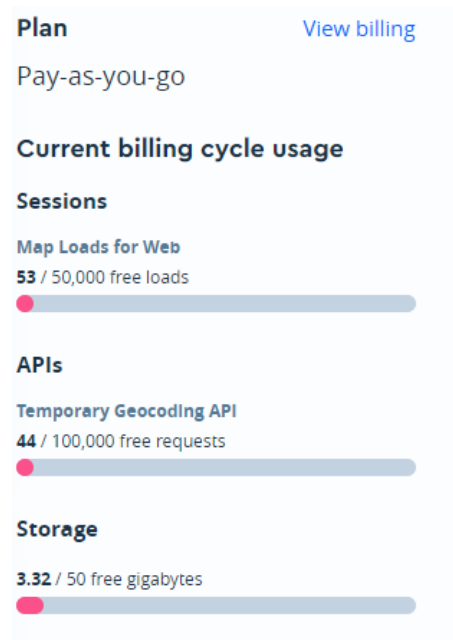 Plan
View billing
Pay-as-you-go
Current billing cycle usage
Sessions
Map Loads for Web
53 / 50,000 free loads
APIs
Temporary Geocoding API
44 / 100,000 free requests
Storage
3.32 / 50 free gigabytes